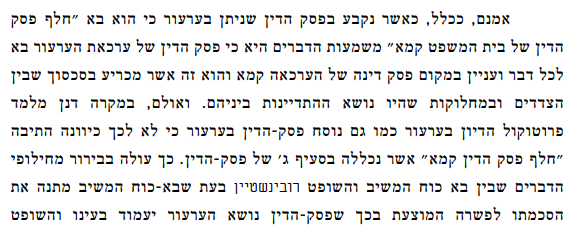 אמנם, ככלל, כאשר נקבע בפסק הדין שניתן בערעור כי הוא בא "חלף פסק
הדין של בית המשפט קמא" משמעות הדברים היא כי פסק הדין של ערכאת הערעור בא
לכל דבר ועניין במקום פסק דינה של הערכאה קמא והוא זה אשר מכריע בסכסוך שבין
הצדדים ובמחלוקות שהיו נושא ההתדיינות ביניהם. ואולם, במקרה דנן מלמד
פרוטוקול הדיון בערעור כמו גם נוסח פסק-הדין בערעור כי לא לכך כיוונה התיבה
"חלף פסק הדין קמא" אשר נכללה בסעיף ג' של פסק-הדין. כך עולה בבירור מחילופי
הדברים שבין בא כוח המשיב והשופט רובינשטיין בעת שבא-כוח המשיב מתנה את
הסכמתו לפשרה המוצעת בכך שפסק-הדין נושא הערעור יעמוד בעינו והשופט